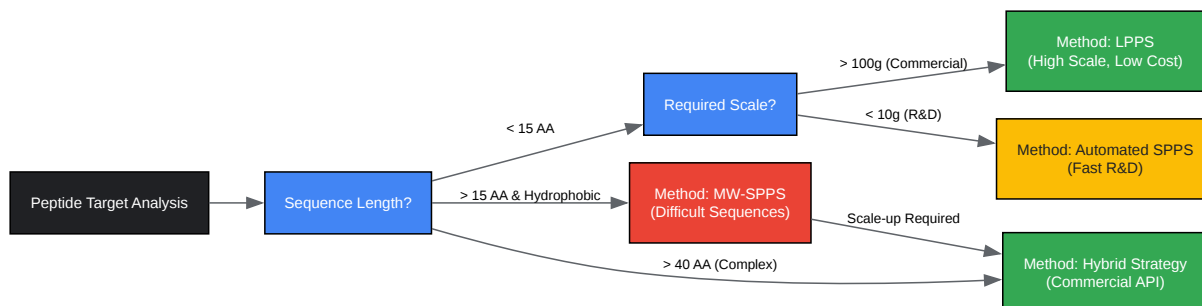 Peptide Target Analysis
Sequence Length?
< 15 AA
> 15 AA & Hydrophobic
> 40 AA (Complex)
Required Scale?
Method: MW-SPPS
(Difficult Sequences)
> 100g (Commercial)
< 10g (R&D)
Scale-up Required
Method: LPPS
(High Scale, Low Cost)
Method: Automated SPPS
(Fast R&D)
Method: Hybrid Strategy
(Commercial API)